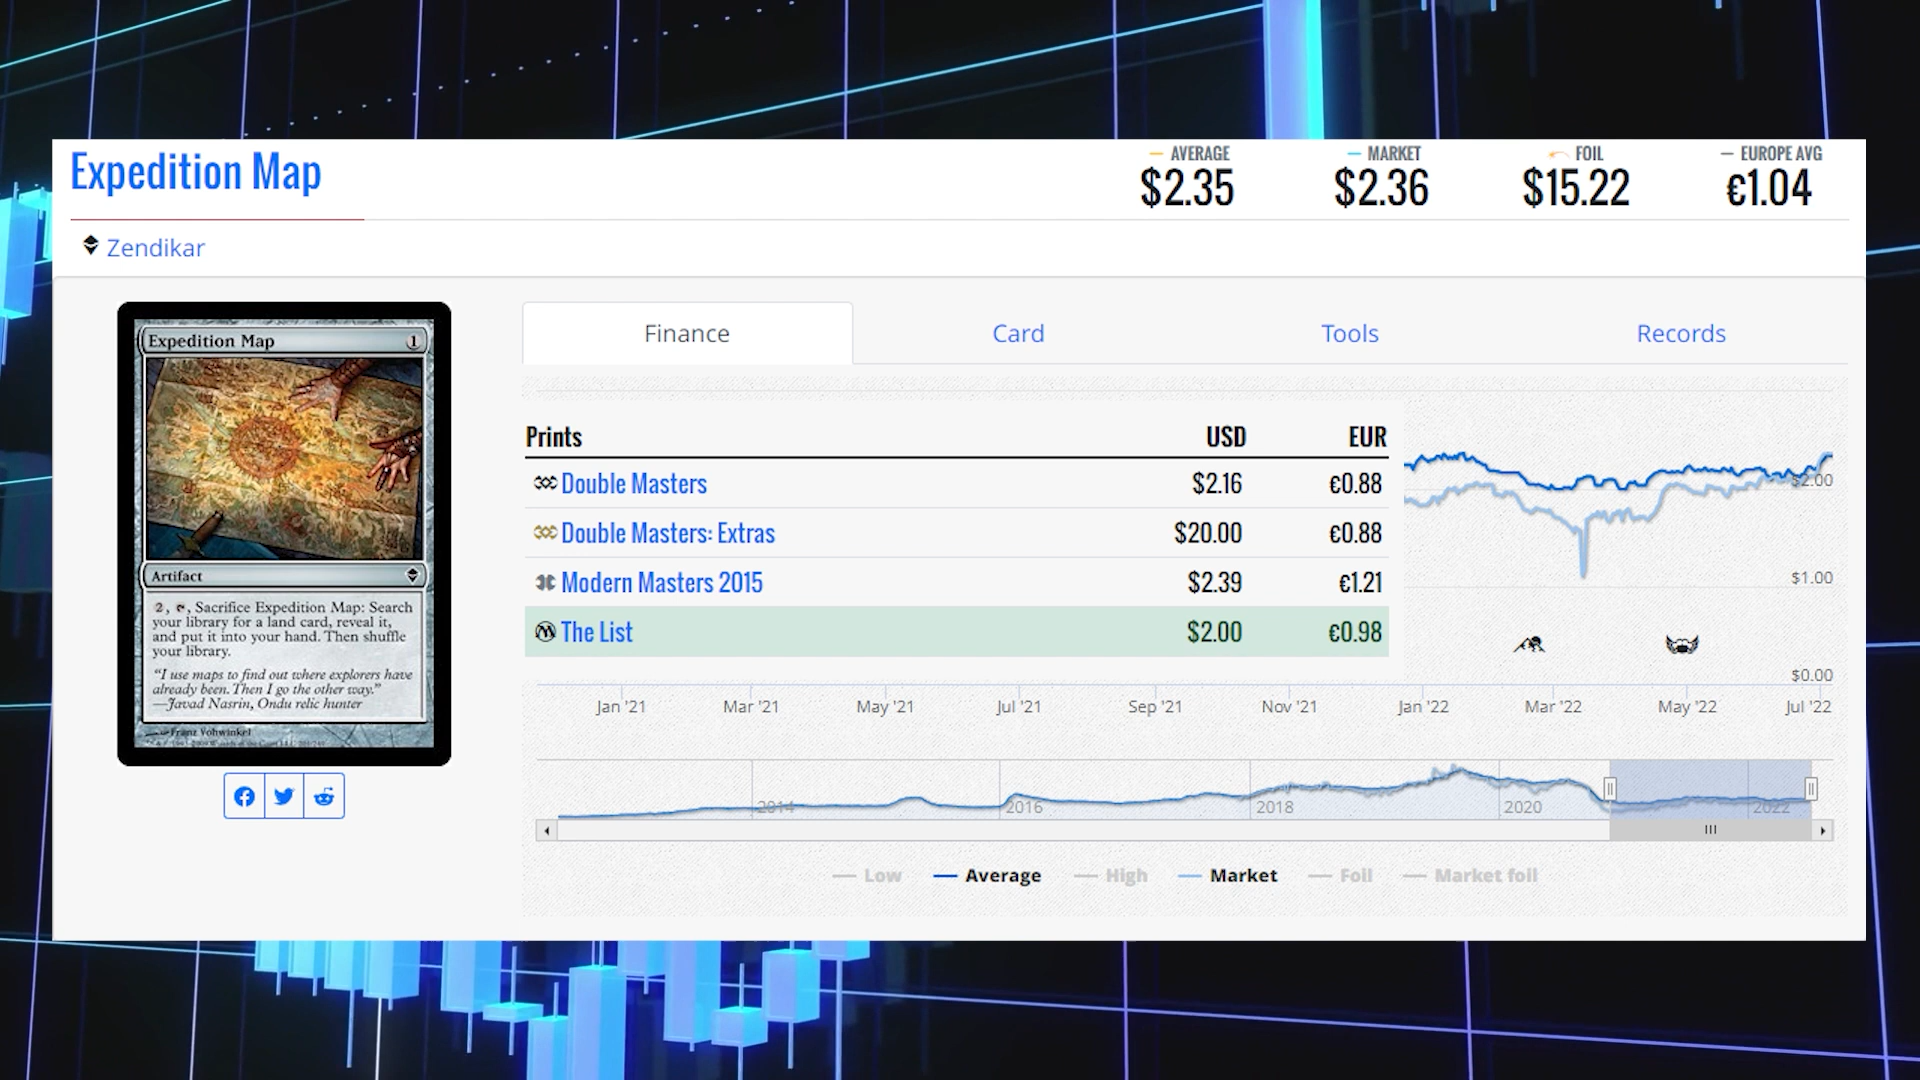 Expedition Map
AVERAGE
$2.35
MARKET
$2.36
FOIL
$15.22
EUROPE AVG
€1.04
Zendikar
Expedition Map 1
Artifact
2, , Sacrifice Expedition Map: Search
your library for a land card, reveal it,
and put it into your hand. Then shuffle
your library.
"I use maps to find out where explorers have
already been. Then I go the other way."
—Javad Nasrin, Ondu relic hunter
Franz Vohwinkel
Finance Card Tools Records
Prints USD EUR
Double Masters $2.16 €0.88
Double Masters: Extras $20.00 €0.88
Modern Masters 2015 $2.39 €1.21
The List $2.00 €0.98
$2.00
$1.00
$0.00
Jan '21 Mar '21 May '21 Jul '21 Sep '21 Nov '21 Jan '22 Mar '22 May '22 Jul '22
2014 2016 2018 2020 2022
Low Average High Market Foil Market foil